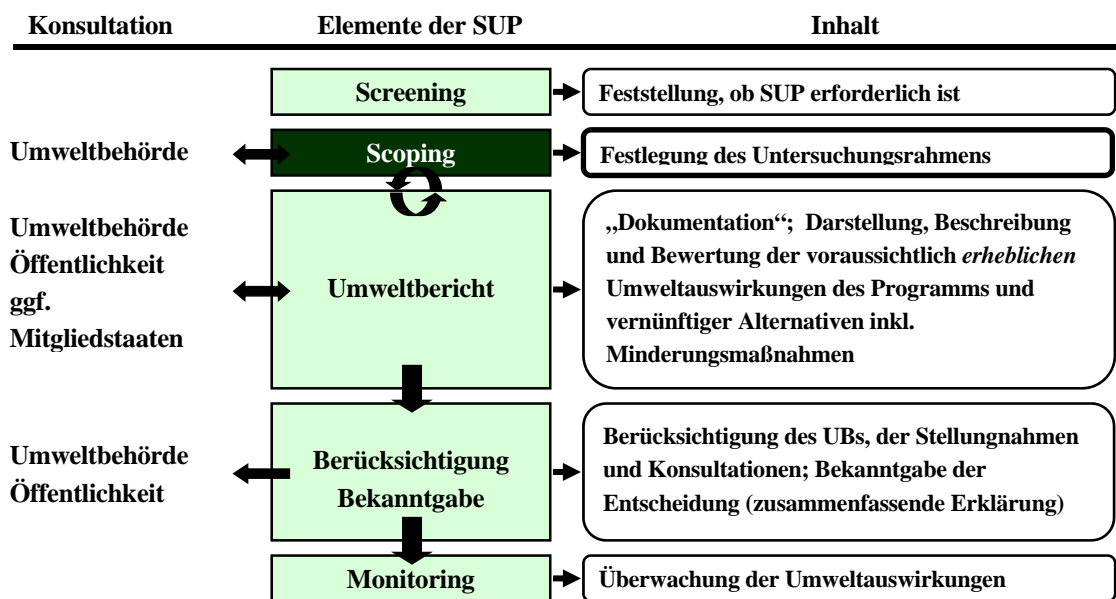 Konsultation Elemente der SUP Inhalt
Screening
Feststellung, ob SUP erforderlich ist
Umweltbehörde
Scoping
Festlegung des Untersuchungsrahmens
Umweltbehörde
Öffentlichkeit
ggf.
Mitgliedstaaten
Umweltbericht
„Dokumentation“; Darstellung, Beschreibung
und Bewertung der voraussichtlich erheblichen
Umweltauswirkungen des Programms und
vernünftiger Alternativen inkl.
Minderungsmaßnahmen
Umweltbehörde
Öffentlichkeit
Berücksichtigung
Bekanntgabe
Berücksichtigung des UBs, der Stellungnahmen
und Konsultationen; Bekanntgabe der
Entscheidung (zusammenfassende Erklärung)
Monitoring
Überwachung der Umweltauswirkungen